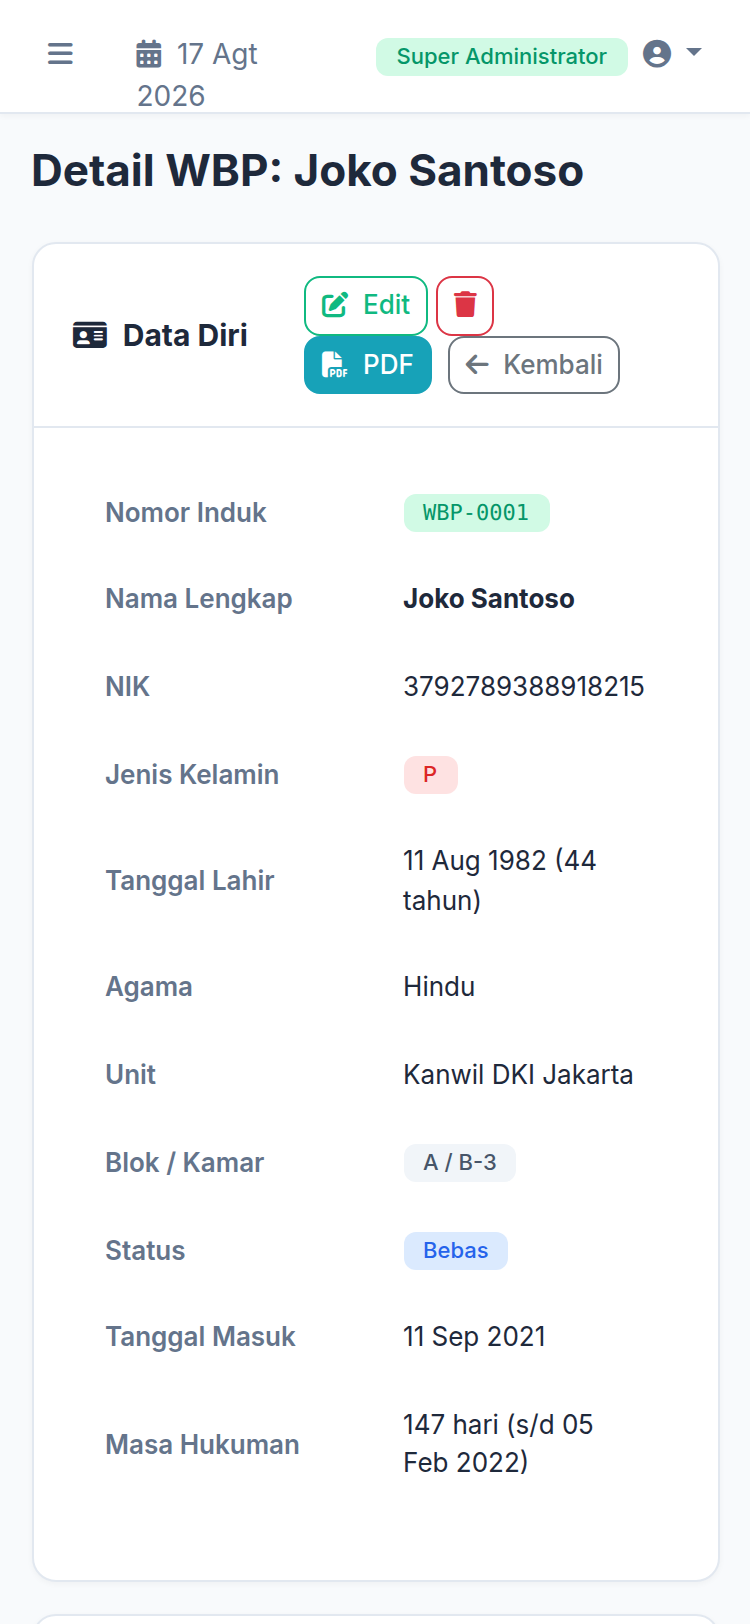 17 Agt
2026
Super Administrator
Detail WBP: Joko Santoso
Data Diri
Edit
PDF
Kembali
Nomor Induk WBP-0001
Nama Lengkap Joko Santoso
NIK 3792789388918215
Jenis Kelamin P
Tanggal Lahir 11 Aug 1982 (44
tahun)
Agama Hindu
Unit Kanwil DKI Jakarta
Blok / Kamar A / B-3
Status Bebas
Tanggal Masuk 11 Sep 2021
Masa Hukuman 147 hari (s/d 05
Feb 2022)